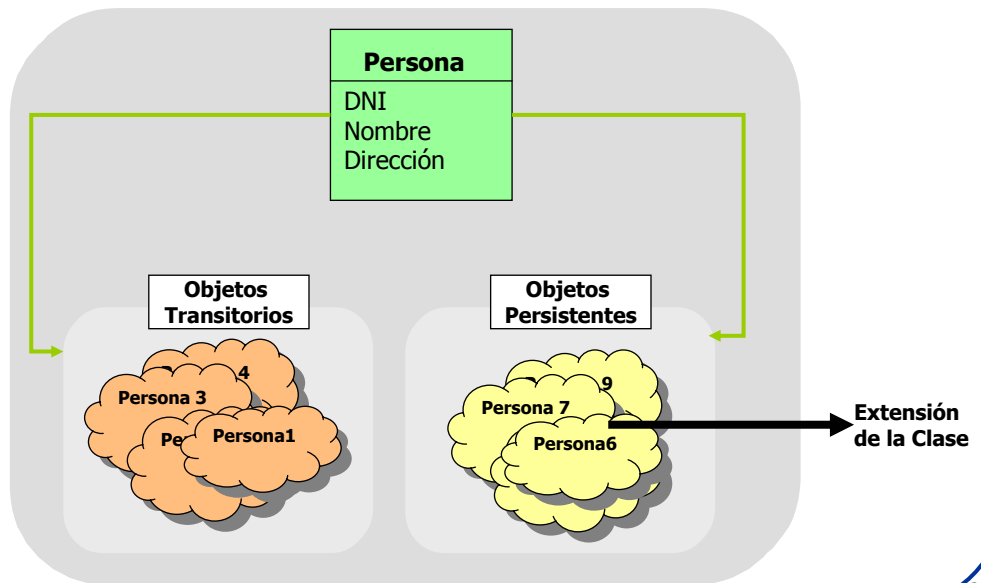 Persona
DNI
Nombre
Dirección
Objetos
Transitorios
Objetos
Persistentes
4
Persona 3
Persona1
9
Persona 7
Persona6
Extensión
de la Clase